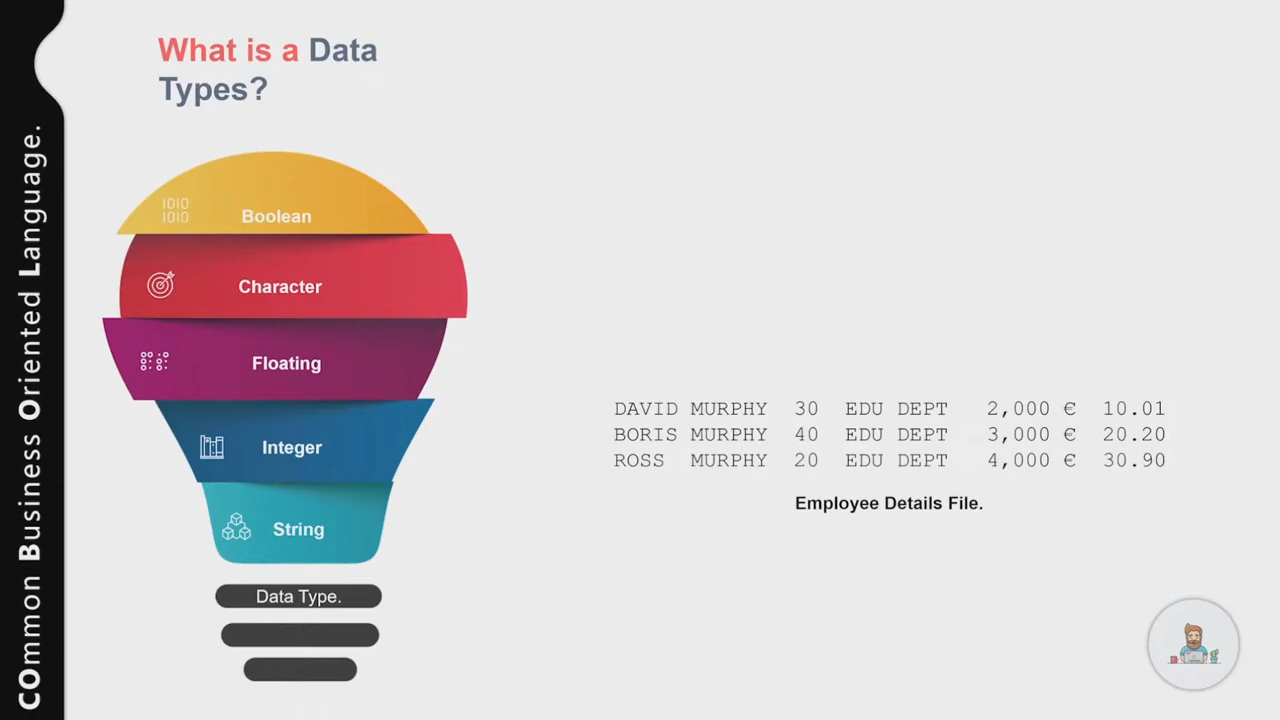 COmmon Business Oriented Language.
What is a Data
Types?
IOIO
IOIO
Boolean
Character
Floating
Integer
String
Data Type.
DAVID MURPHY  30  EDU DEPT   2,000 €  10.01
BORIS MURPHY  40  EDU DEPT   3,000 €  20.20
ROSS  MURPHY  20  EDU DEPT   4,000 €  30.90
Employee Details File.